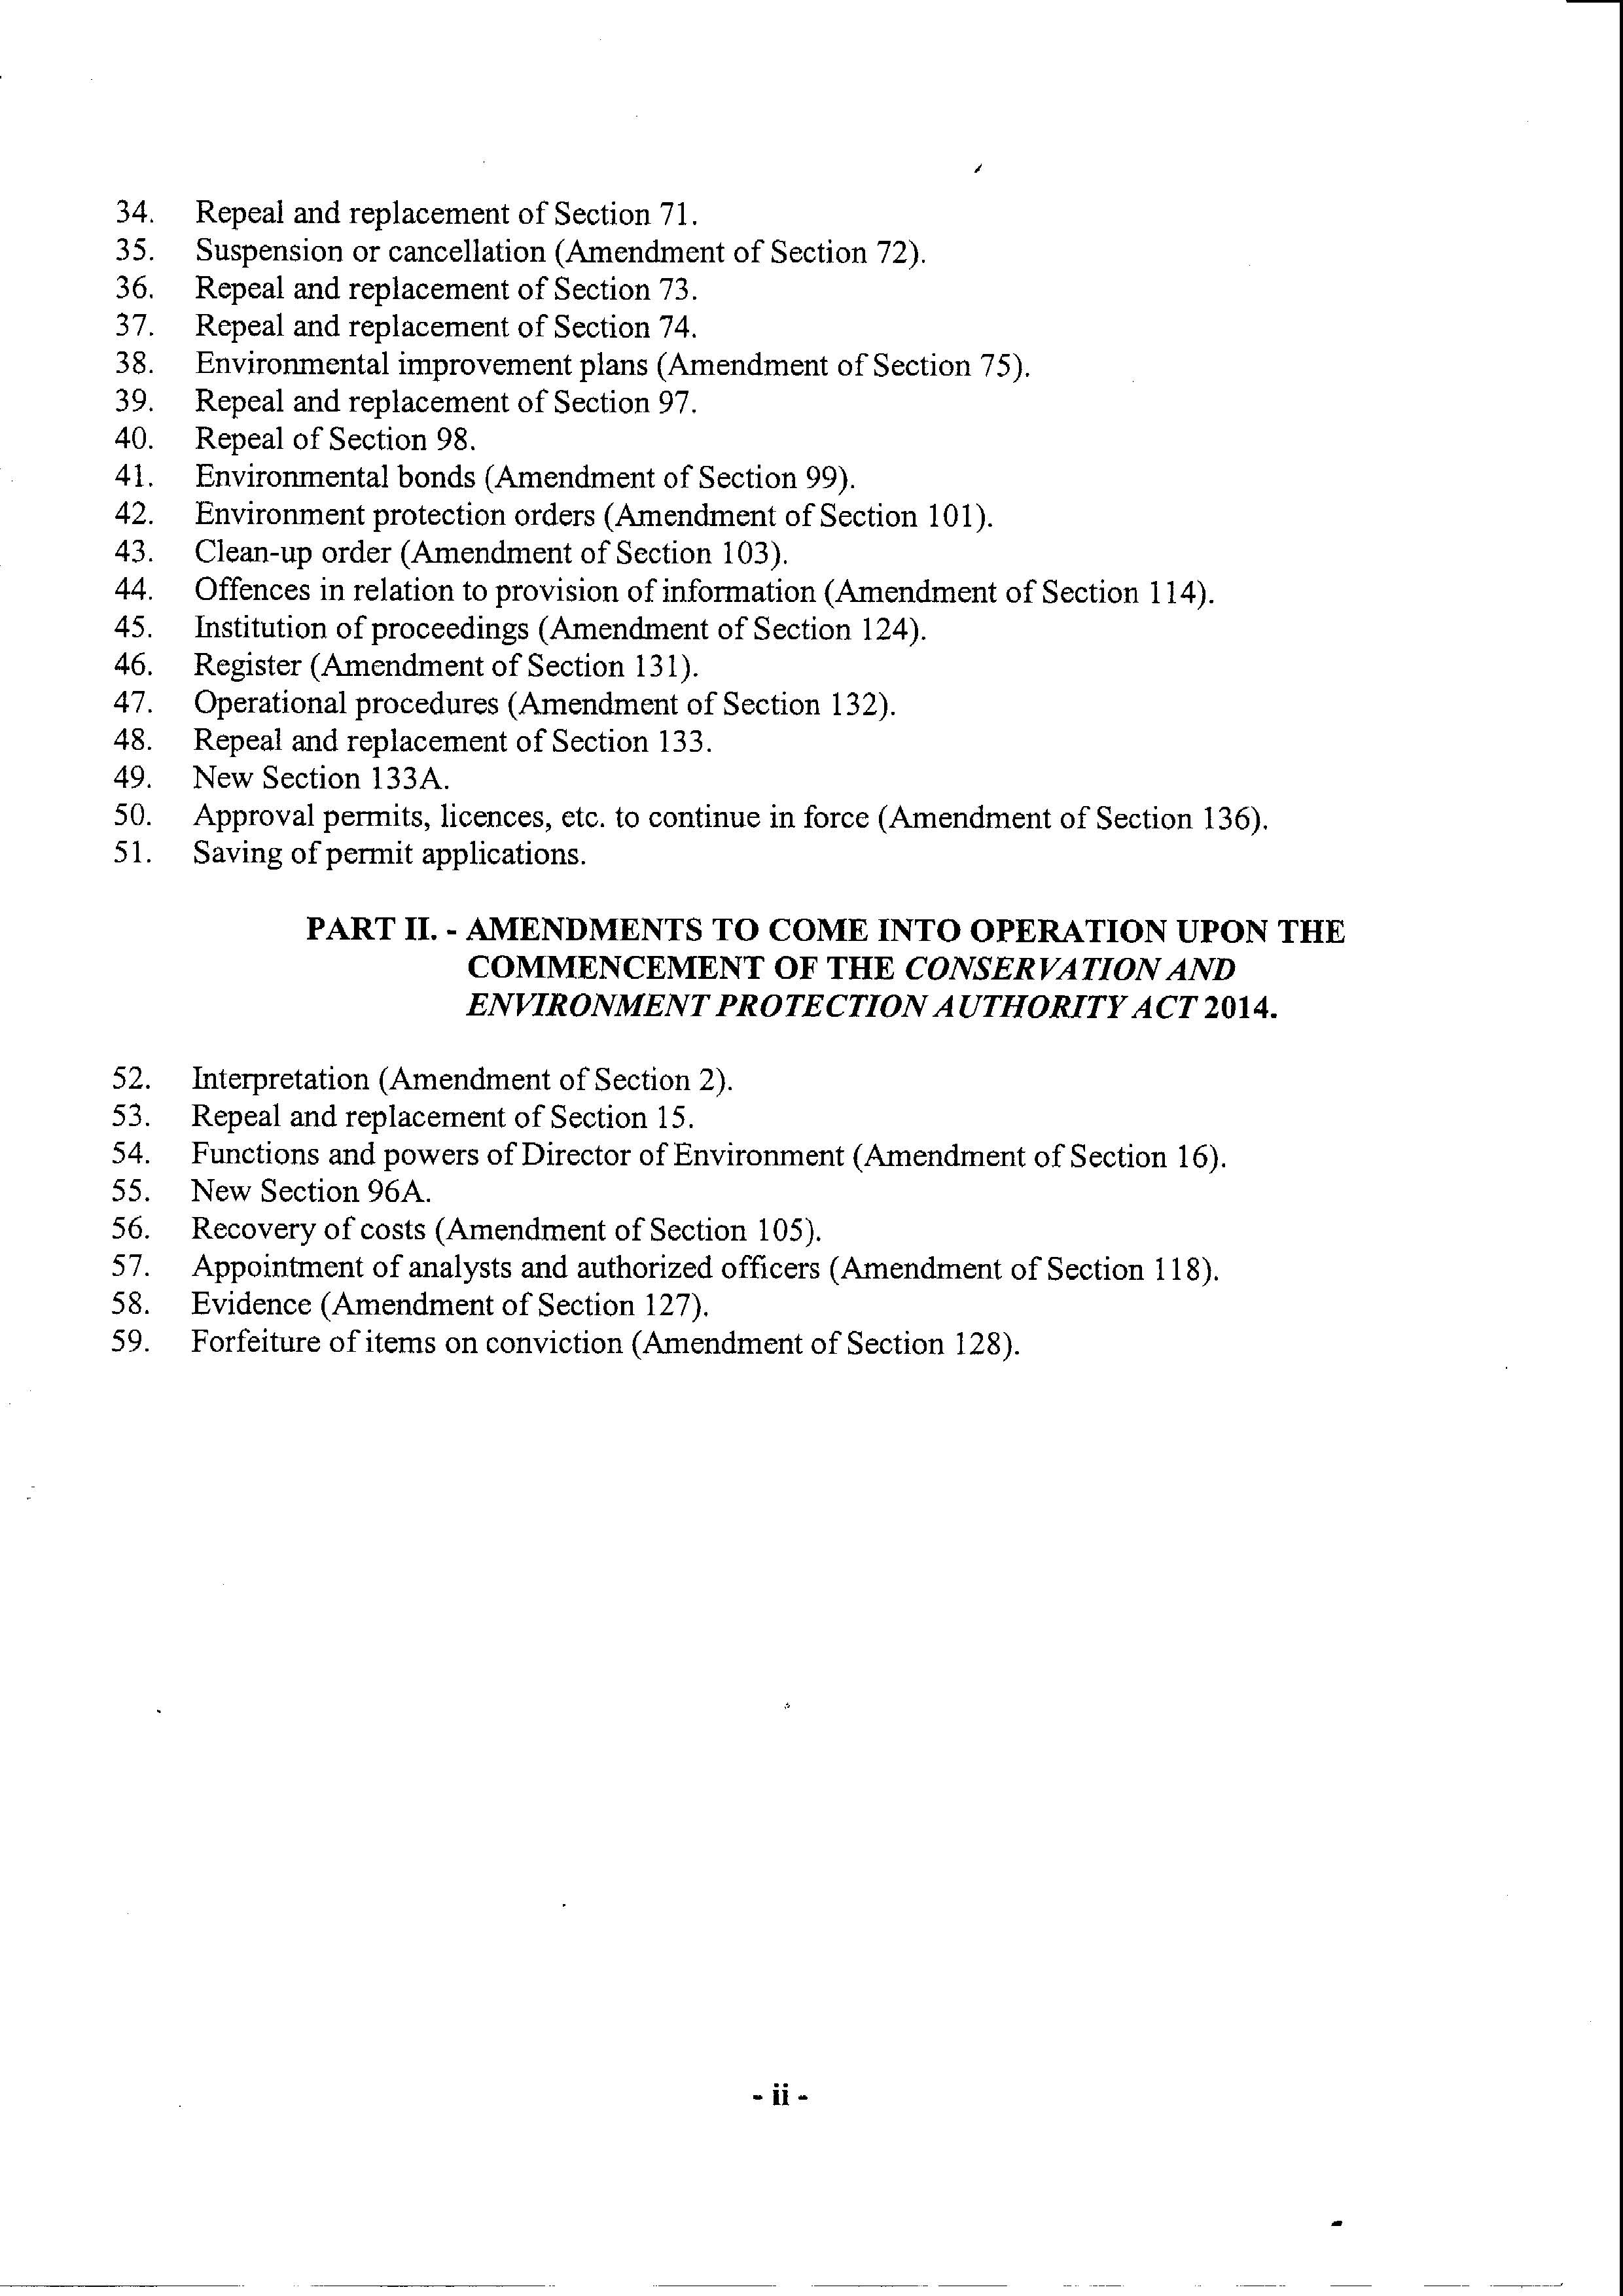 34. Repeal and replacement of Section 71.
35. Suspension or cancellation (Amendment of Section 72).
36. Repeal and replacement of Section 73.
37. Repeal and replacement of Section 74.
38. Environmental improvement plans (Amendment of Section 75).
39. Repeal and replacement of Section 97.
40. Repeal of Section 98.
41. Environmental bonds (Amendment of Section 99).
42. Environment protection orders (Amendment of Section 101).
43. Clean-up order (Amendment of Section 103).
44. Offences in relation to provision of information (Amendment of Section 114).
45. Institution of proceedings (Amendment of Section 124).
46. Register (Amendment of Section 131).
47. Operational procedures (Amendment of Section 132).
48. Repeal and replacement of Section 133.
49. New Section 133A.
50. Approval permits, licences, etc. to continue in force (Amendment of Section 136).
51. Saving of permit applications.
PART II. - AMENDMENTS TO COME INTO OPERATION UPON THE
COMMENCEMENT OF THE CONSERVATION AND
ENVIRONMENT PROTECTION AUTHORITY ACT 2014.
52. Interpretation (Amendment of Section 2).
53. Repeal and replacement of Section 15.
54. Functions and powers of Director of Environment (Amendment of Section 16).
55. New Section 96A.
56. Recovery of costs (Amendment of Section 105).
57. Appointment of analysts and authorized officers (Amendment of Section 118).
58. Evidence (Amendment of Section 127).
59. Forfeiture of items on conviction (Amendment of Section 128).
- ii -